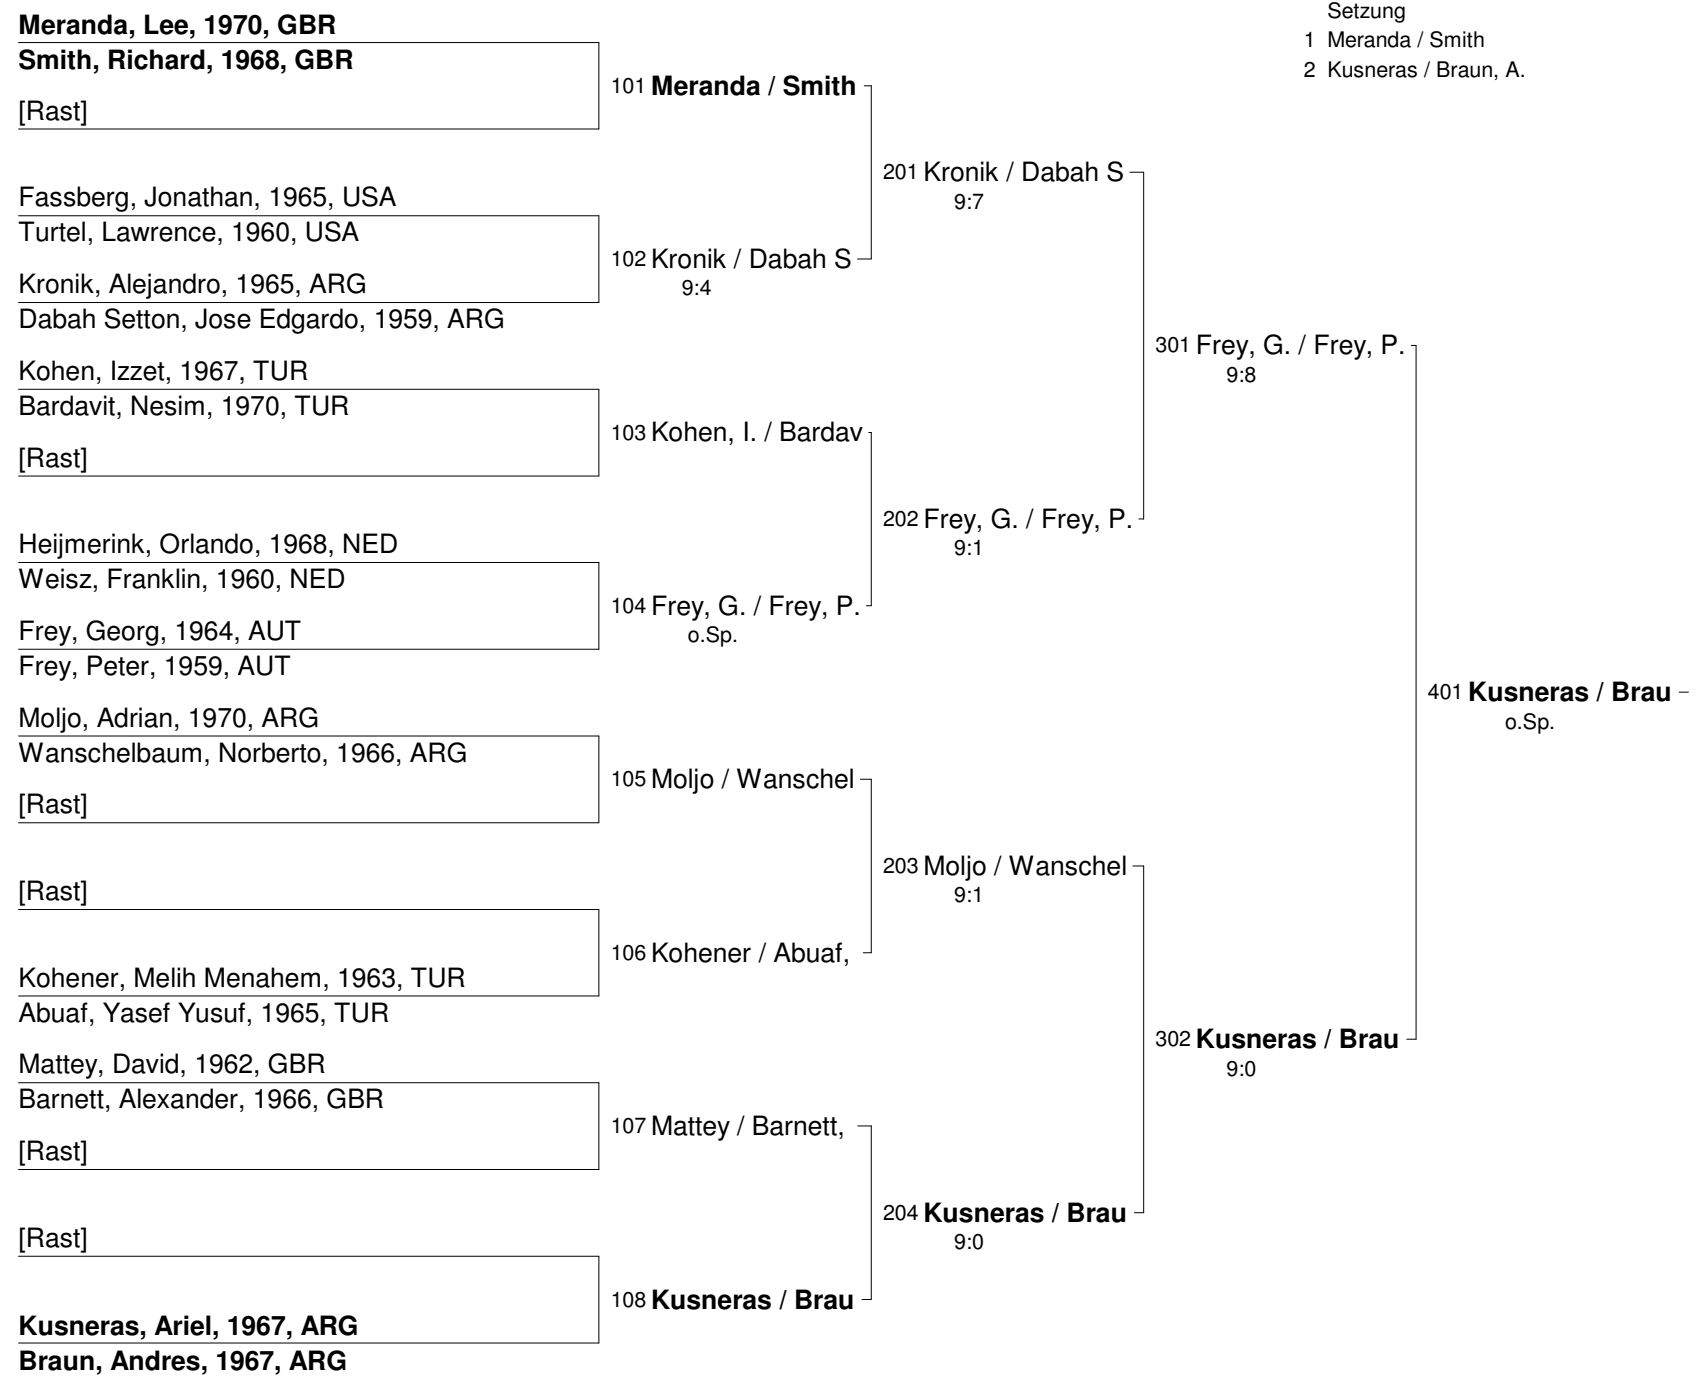 Meranda, Lee, 1970, GBR
Smith, Richard, 1968, GBR
[Rast]
Fassberg, Jonathan, 1965, USA
Turtel, Lawrence, 1960, USA
Kronik, Alejandro, 1965, ARG
Dabah Setton, Jose Edgardo, 1959, ARG
Kohen, Izzet, 1967, TUR
Bardavit, Nesim, 1970, TUR
[Rast]
Heijmerink, Orlando, 1968, NED
Weisz, Franklin, 1960, NED
Frey, Georg, 1964, AUT
Frey, Peter, 1959, AUT
Moljo, Adrian, 1970, ARG
Wanschelbaum, Norberto, 1966, ARG
[Rast]
[Rast]
Kohener, Melih Menahem, 1963, TUR
Abuaf, Yasef Yusuf, 1965, TUR
Mattey, David, 1962, GBR
Barnett, Alexander, 1966, GBR
[Rast]
[Rast]
Kusneras, Ariel, 1967, ARG
Braun, Andres, 1967, ARG
101 Meranda / Smith
102 Kronik / Dabah S
9:4
103 Kohen, I. / Bardav
104 Frey, G. / Frey, P.
o.Sp.
105 Moljo / Wanschel
106 Kohener / Abuaf,
107 Mattey / Barnett,
108 Kusneras / Brau
201 Kronik / Dabah S
9:7
202 Frey, G. / Frey, P.
9:1
203 Moljo / Wanschel
9:1
204 Kusneras / Brau
9:0
301 Frey, G. / Frey, P.
9:8
302 Kusneras / Brau
9:0
401 Kusneras / Brau
o.Sp.
Setzung
1 Meranda / Smith
2 Kusneras / Braun, A.